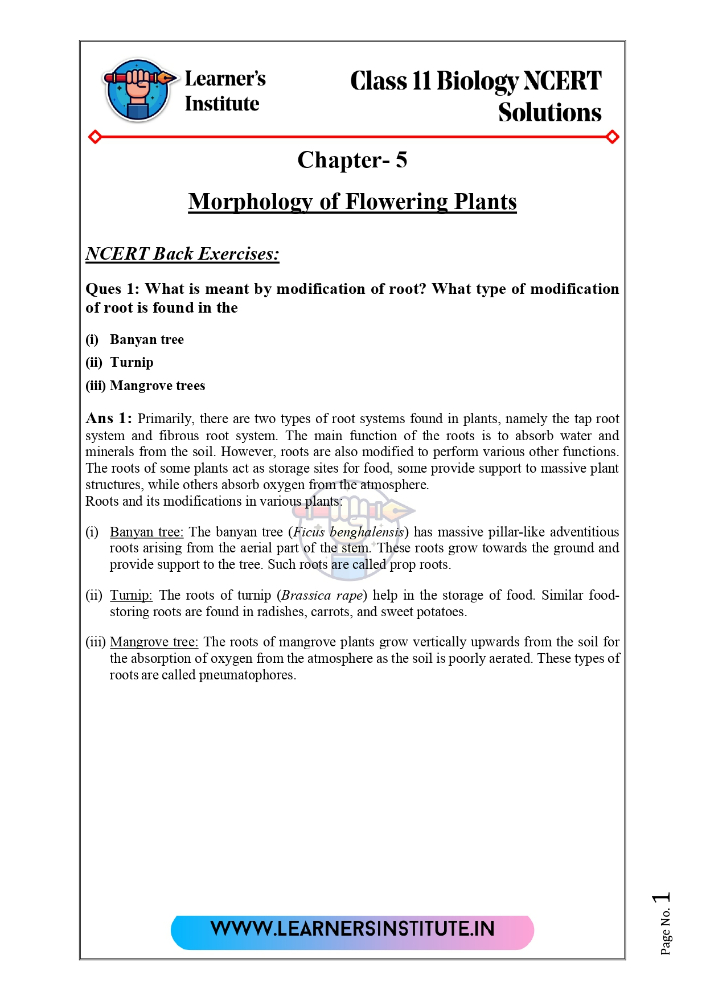 Learner's
Institute
Class 11 Biology NCERT
Solutions
Chapter- 5
Morphology of Flowering Plants
NCERT Back Exercises:
Ques 1: What is meant by modification of root? What type of modification
of root is found in the
(i) Banyan tree
(ii) Turnip
(iii) Mangrove trees
Ans 1: Primarily, there are two types of root systems found in plants, namely the tap root
system and fibrous root system. The main function of the roots is to absorb water and
minerals from the soil. However, roots are also modified to perform various other functions.
The roots of some plants act as storage sites for food, some provide support to massive plant
structures, while others absorb oxygen from the atmosphere.
Roots and its modifications in various plants:
(i) Banyan tree: The banyan tree (Ficus benghalensis) has massive pillar-like adventitious
roots arising from the aerial part of the stem. These roots grow towards the ground and
provide support to the tree. Such roots are called prop roots.
(ii) Turnip: The roots of turnip (Brassica rape) help in the storage of food. Similar food-
storing roots are found in radishes, carrots, and sweet potatoes.
(iii) Mangrove tree: The roots of mangrove plants grow vertically upwards from the soil for
the absorption of oxygen from the atmosphere as the soil is poorly aerated. These types of
roots are called pneumatophores.
WWW.LEARNERSINSTITUTE.IN
Page No. 1